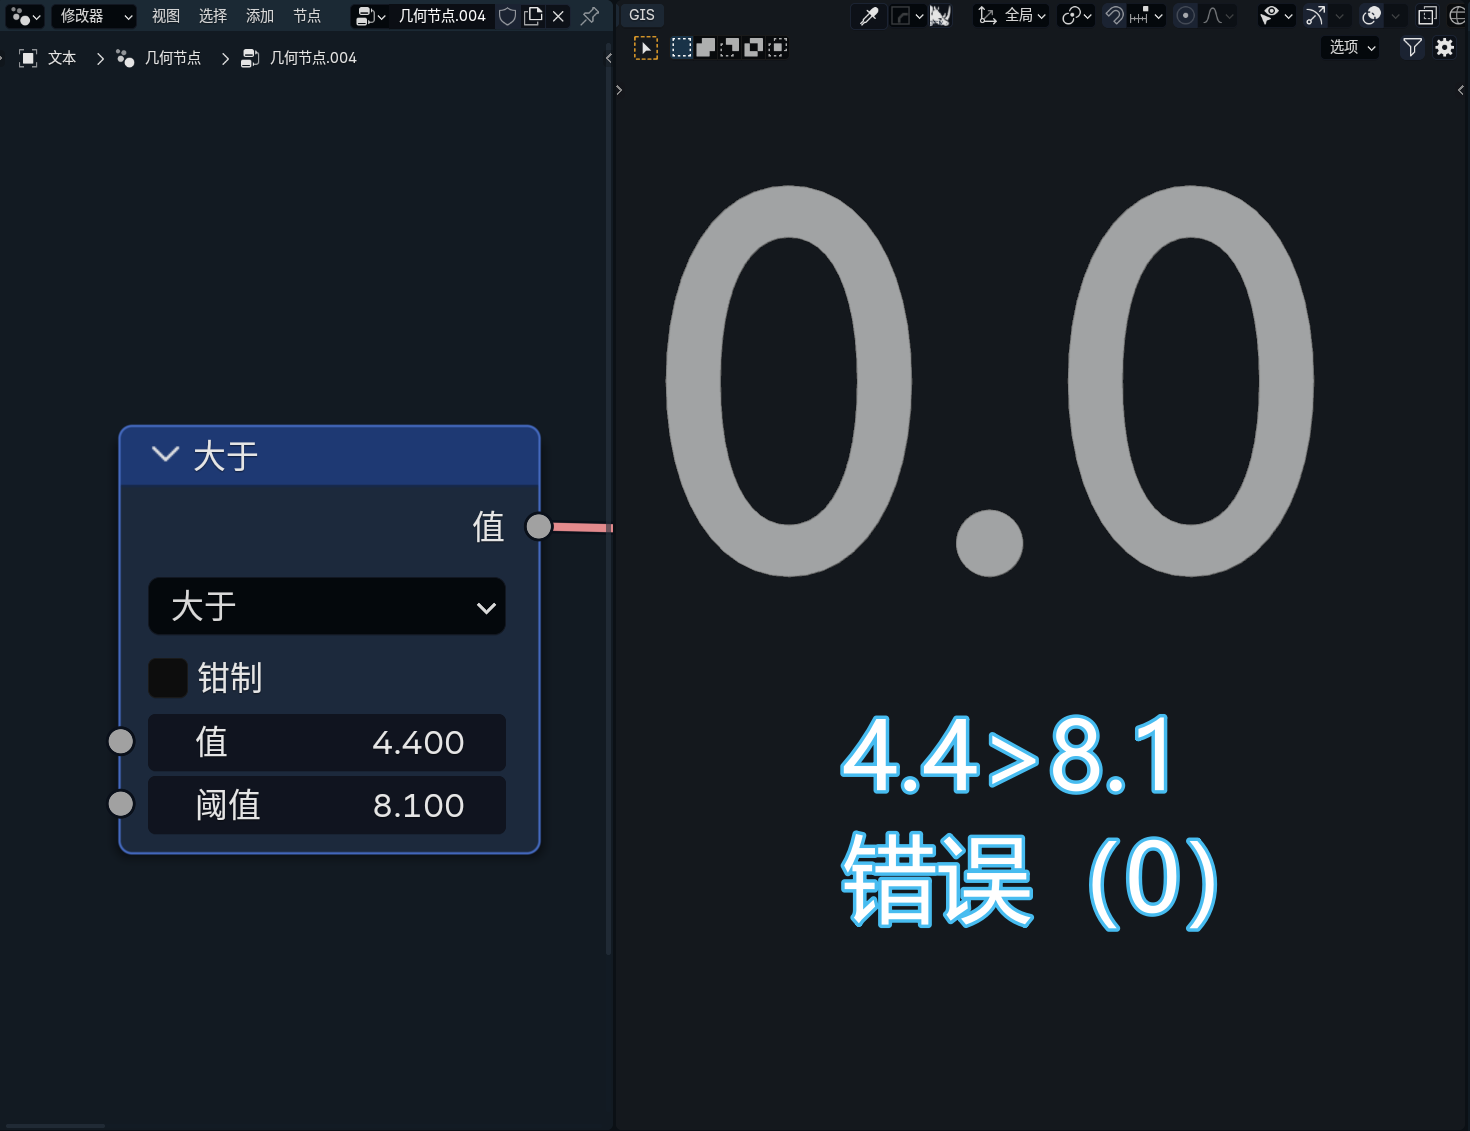 修改器 视图 选择 添加 节点 几何节点.004
文本 几何节点 几何节点.004
大于
值
大于
钳制
值 4.400
阈值 8.100
GIS 全局
选项
0.0
4.4>8.1
错误（0）